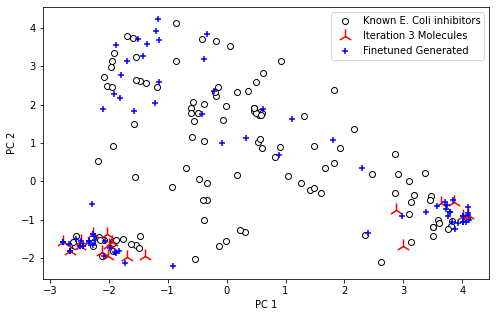 Known E. Coli inhibitors
Iteration 3 Molecules
Finetuned Generated
4
3
2
1
0
−1
−2
PC 2
−3 −2 −1 0 1 2 3 4
PC 1